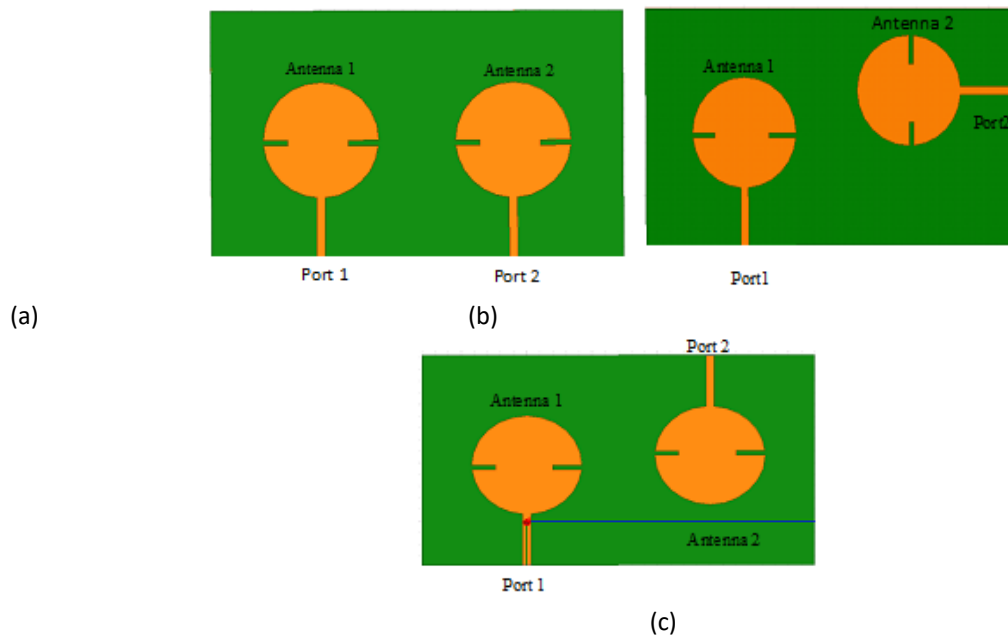 Antenna 1
Antenna 2
Port 1
Port 2
Antenna 1
Antenna 2
Port2
Port1
(a)
(b)
Port 2
Antenna 1
Antenna 2
Port 1
(c)